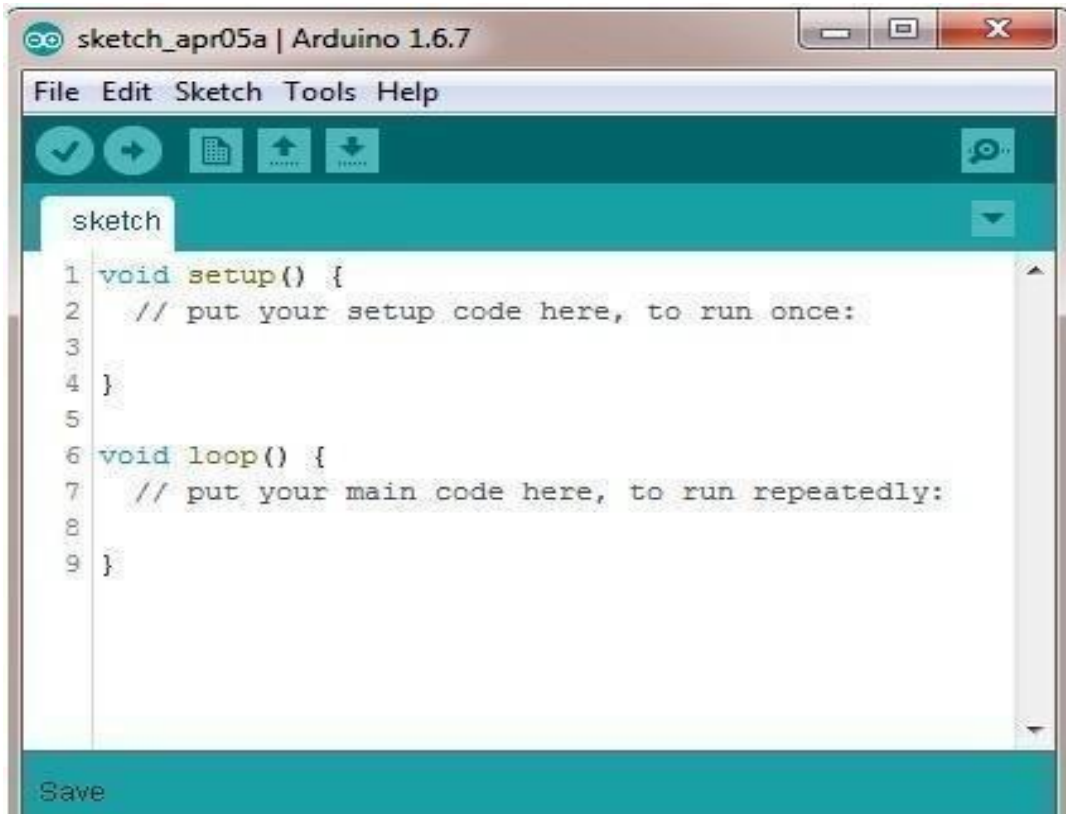 sketch_apr05a | Arduino 1.6.7
File Edit Sketch Tools Help
sketch
1 void setup() {
2   // put your setup code here, to run once:
3
4 }
5
6 void loop() {
7   // put your main code here, to run repeatedly:
8
9 }
Save